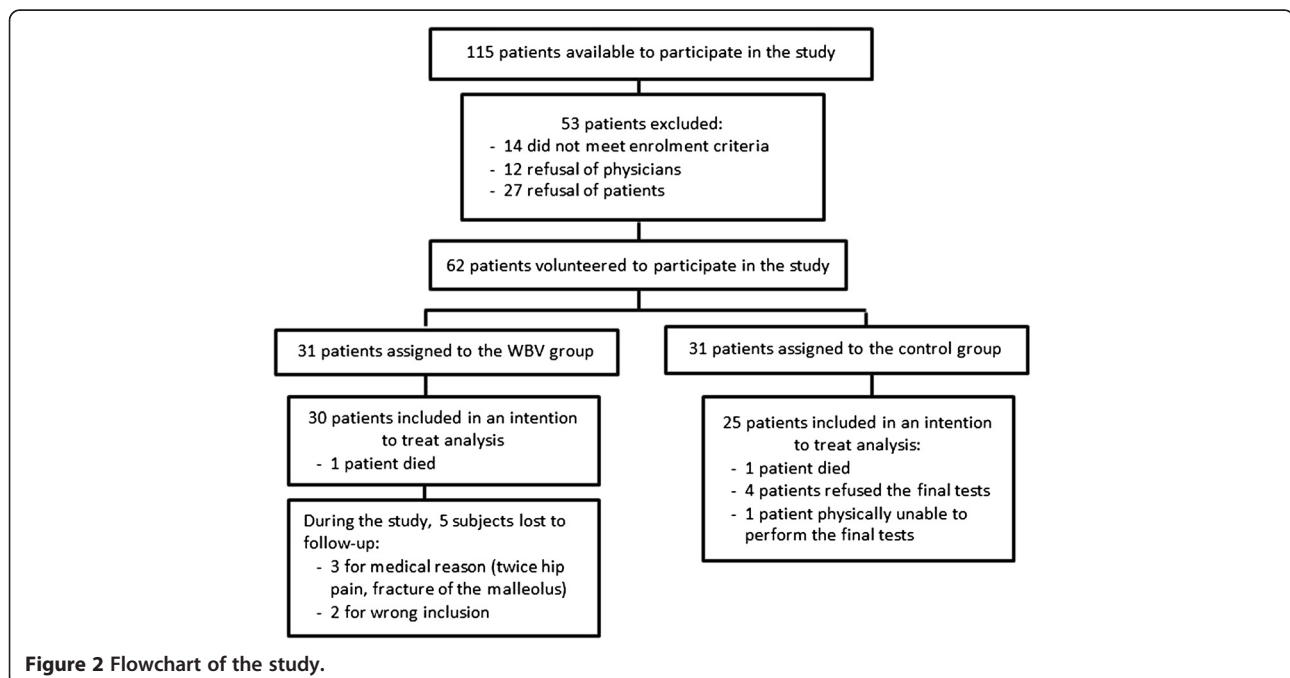 115 patients available to participate in the study
53 patients excluded:
- 14 did not meet enrolment criteria
- 12 refusal of physicians
- 27 refusal of patients
62 patients volunteered to participate in the study
31 patients assigned to the WBV group
31 patients assigned to the control group
30 patients included in an intention
to treat analysis
- 1 patient died
25 patients included in an intention
to treat analysis:
- 1 patient died
- 4 patients refused the final tests
- 1 patient physically unable to
perform the final tests
During the study, 5 subjects lost to
follow-up:
- 3 for medical reason (twice hip
pain, fracture of the malleolus)
- 2 for wrong inclusion
Figure 2 Flowchart of the study.